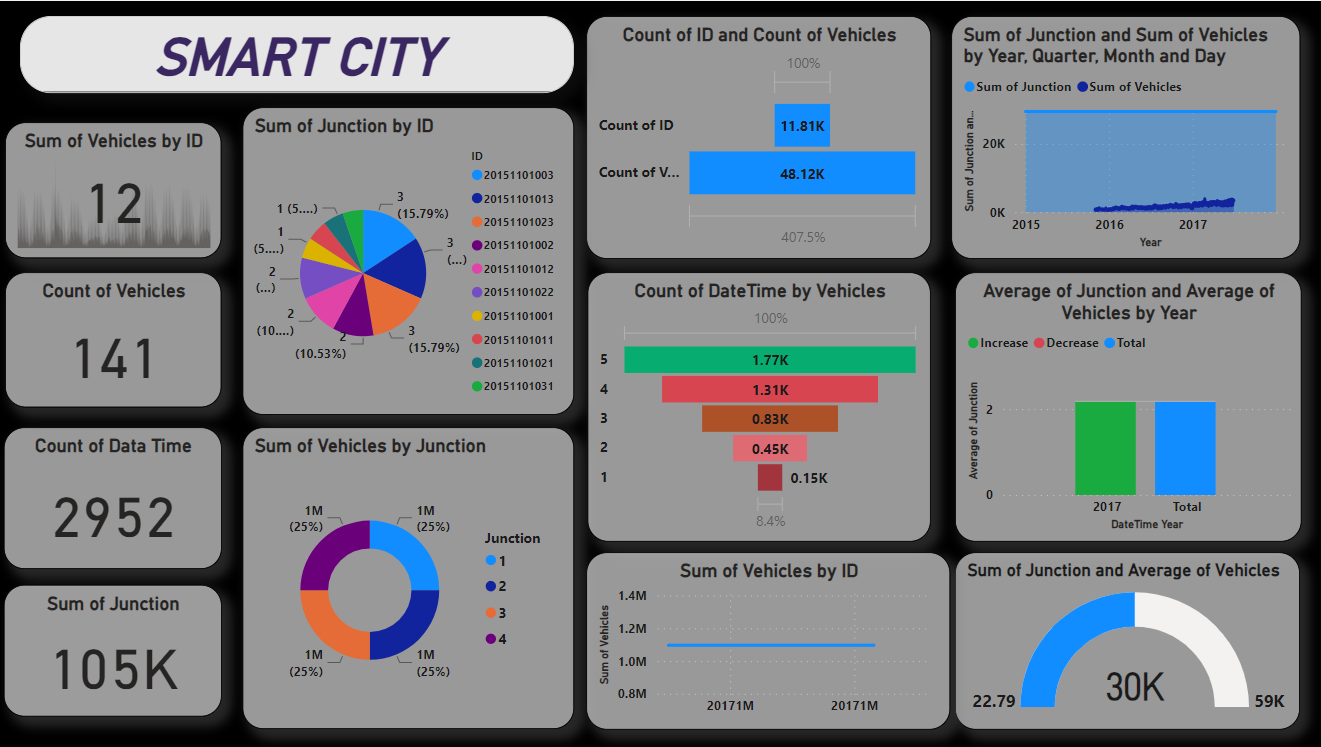 SMART CITY
Sum of Vehicles by ID
12
Count of Vehicles
141
Count of Data Time
2952
Sum of Junction
105K
Sum of Junction by ID
3
(15.79%)
3
(...)
3
(15.79%)
2
(10.53%)
2
(10....)
2
(...)
1
(5....)
1 (5....)
ID
20151101003
20151101013
20151101023
20151101002
20151101012
20151101022
20151101001
20151101011
20151101021
20151101031
Sum of Vehicles by Junction
1M
(25%)
1M
(25%)
1M
(25%)
1M
(25%)
Junction
1
2
3
4
Count of ID and Count of Vehicles
100%
Count of ID
11.81K
Count of V...
48.12K
407.5%
Count of DateTime by Vehicles
100%
5
1.77K
4
1.31K
3
0.83K
2
0.45K
1
0.15K
8.4%
Sum of Vehicles by ID
Sum of Vehicles
1.4M
1.2M
1.0M
0.8M
20171M
20171M
Sum of Junction and Sum of Vehicles
by Year, Quarter, Month and Day
Sum of Junction
Sum of Vehicles
Sum of Junction an...
20K
0K
2015
2016
2017
Year
Average of Junction and Average of
Vehicles by Year
Increase
Decrease
Total
Average of Junction
2
0
2017
Total
DateTime Year
Sum of Junction and Average of Vehicles
30K
22.79
59K